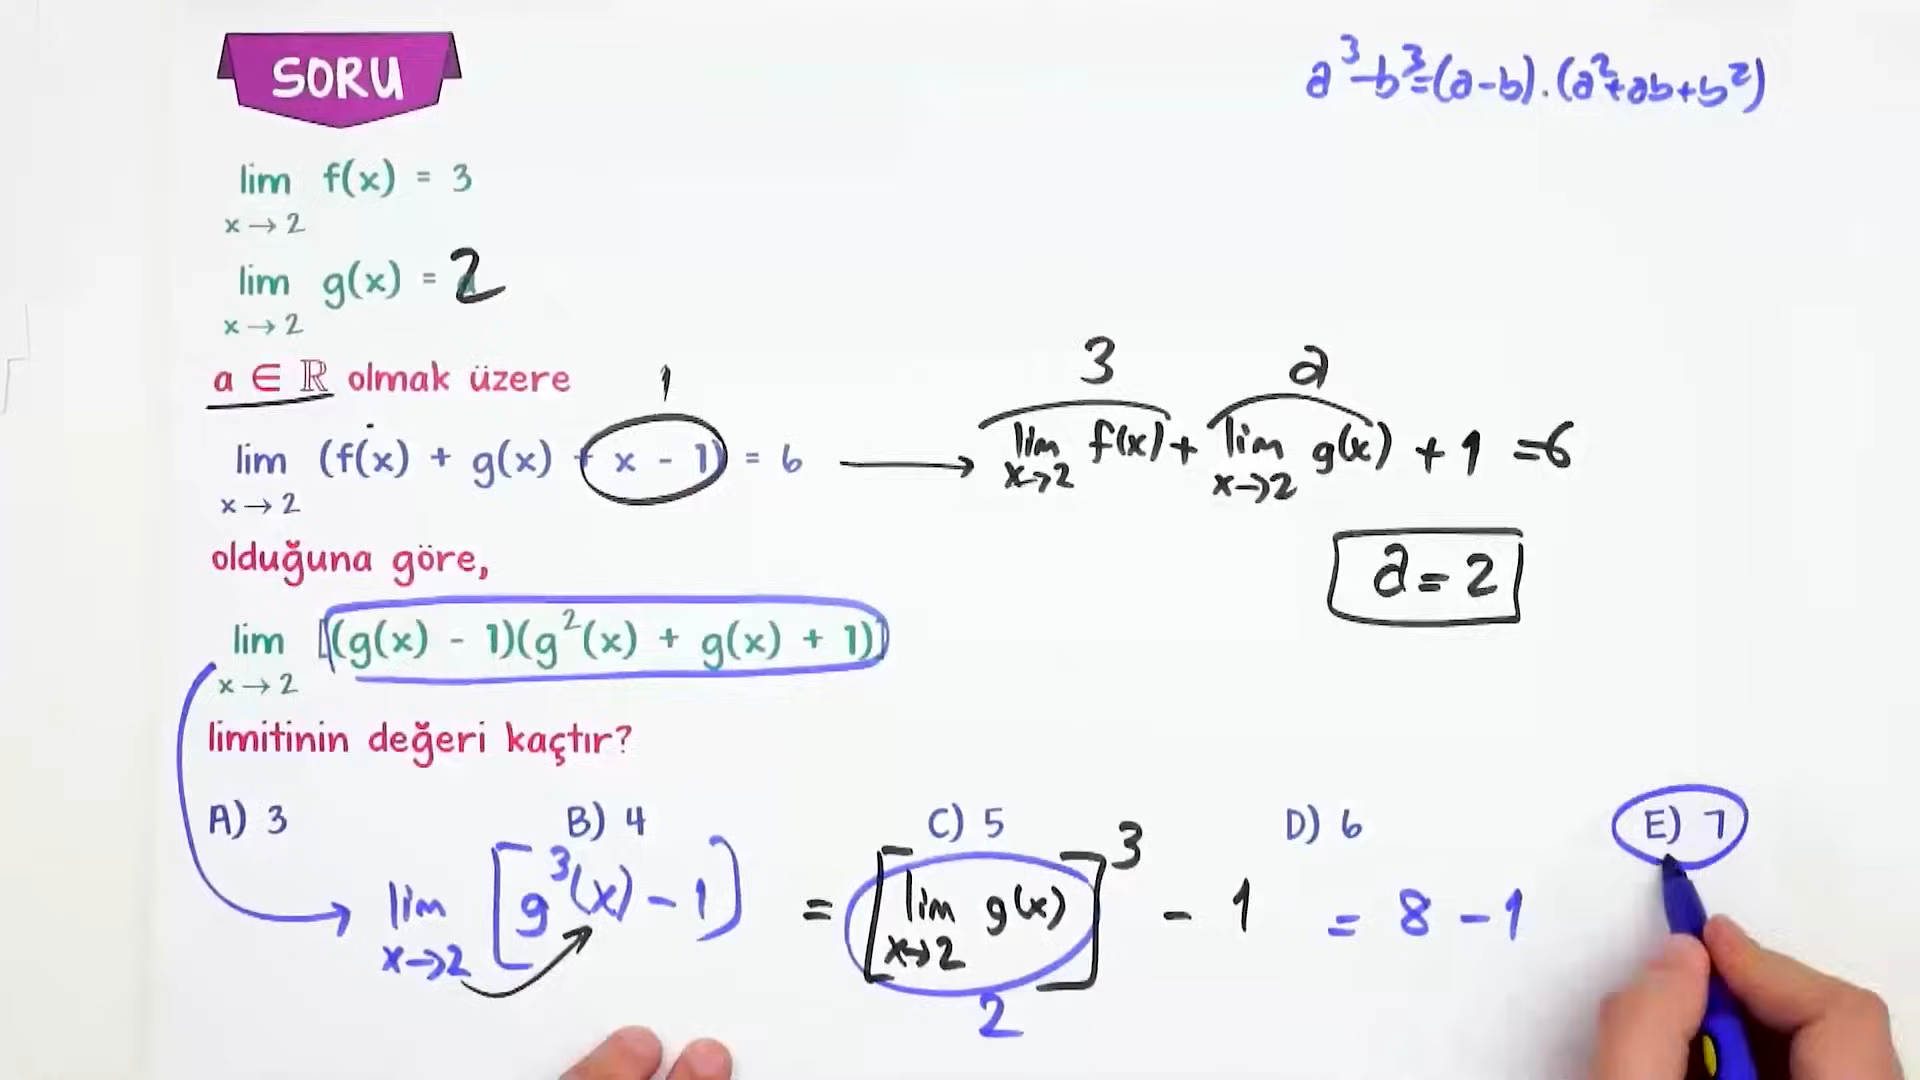 SORU
a³-b³=(a-b).(a²+ab+b²)
lim f(x) = 3
x→2
lim g(x) = 2
x→2
a ∈ ℝ olmak üzere
1
lim (f(x) + g(x) + x - 1) = 6
x→2
3 a
lim f(x) + lim g(x) + 1 = 6
x→2 x→2
a = 2
olduğuna göre,
lim [(g(x) - 1)(g²(x) + g(x) + 1)]
x→2
limitinin değeri kaçtır?
A) 3 B) 4 C) 5 D) 6 E) 7
lim [g³(x) - 1] = [lim g(x)]³ - 1 = 8 - 1
x→2 x→2
2